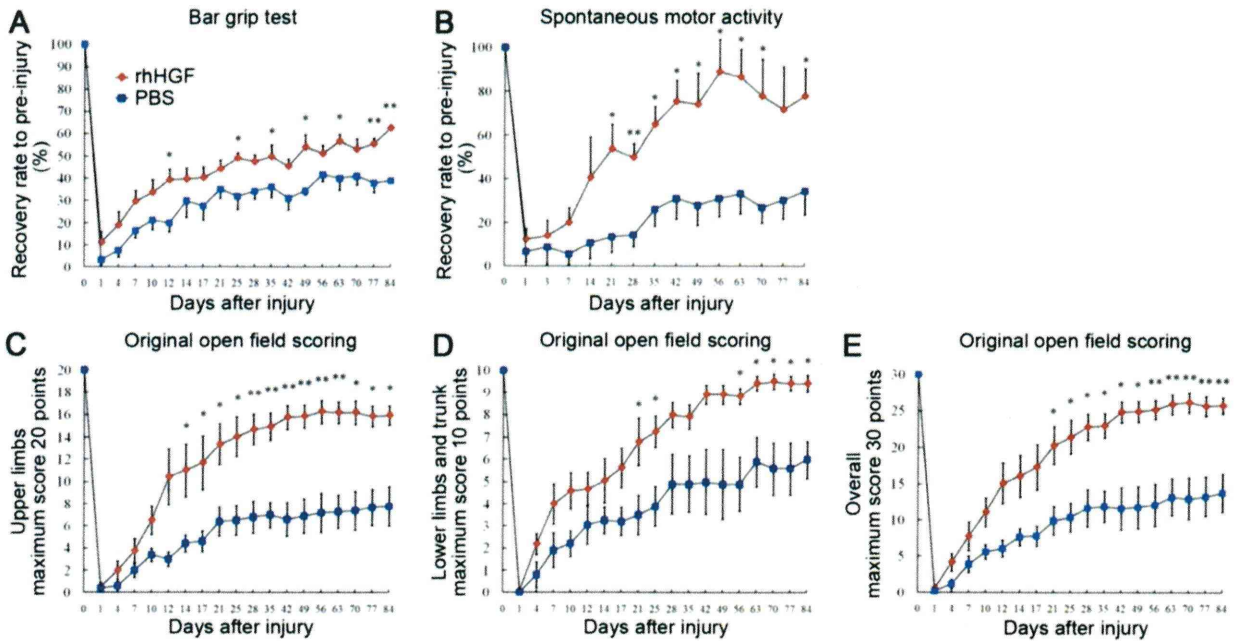 A
Bar grip test
Recovery rate to pre-injury
(%)
100
90
80
70
60
50
40
30
20
10
0
rhHGF
PBS
* * * * * ** **
0 1 4 7 10 12 14 17 21 25 28 35 42 49 56 63 70 77 84
Days after injury
B
Spontaneous motor activity
Recovery rate to pre-injury
(%)
100
80
60
40
20
0
* ** * * * * * * *
0 1 3 7 14 21 28 35 42 49 56 63 70 77 84
Days after injury
C
Original open field scoring
Upper limbs
maximum score 20 points
20
18
16
14
12
10
8
6
4
2
0
* * * * ** ** ** ** ** ** * * *
0 1 4 7 10 12 14 17 21 25 28 35 42 49 56 63 70 77 84
Days after injury
D
Original open field scoring
Lower limbs and trunk
maximum score 10 points
10
9
8
7
6
5
4
3
2
1
0
* * * * * * *
0 1 4 7 10 12 14 17 21 25 28 35 42 49 56 63 70 77 84
Days after injury
E
Original open field scoring
Overall
maximum score 30 points
30
25
20
15
10
5
0
* * * * * * ** ** ** ** **
0 1 4 7 10 12 14 17 21 25 28 35 42 49 56 63 70 77 84
Days after injury